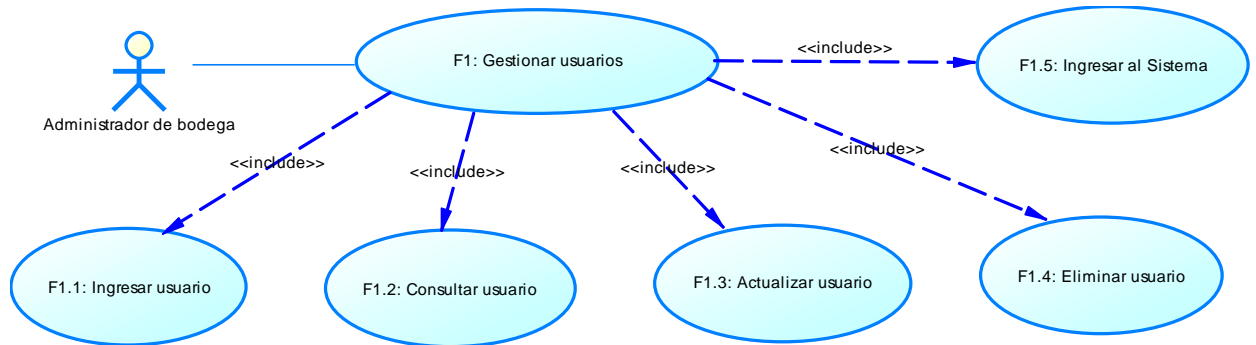 F1: Gestionar usuarios
<<include>>
F1.5: Ingresar al Sistema
Administrador de bodega
<<include>>
<<include>>
<<include>>
<<include>>
F1.1: Ingresar usuario
F1.2: Consultar usuario
F1.3: Actualizar usuario
F1.4: Eliminar usuario